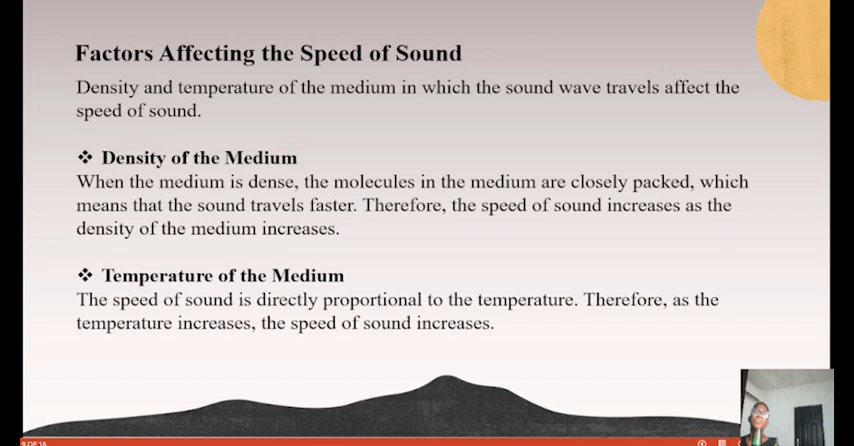 Factors Affecting the Speed of Sound
Density and temperature of the medium in which the sound wave travels affect the
speed of sound.
❖ Density of the Medium
When the medium is dense, the molecules in the medium are closely packed, which
means that the sound travels faster. Therefore, the speed of sound increases as the
density of the medium increases.
❖ Temperature of the Medium
The speed of sound is directly proportional to the temperature. Therefore, as the
temperature increases, the speed of sound increases.